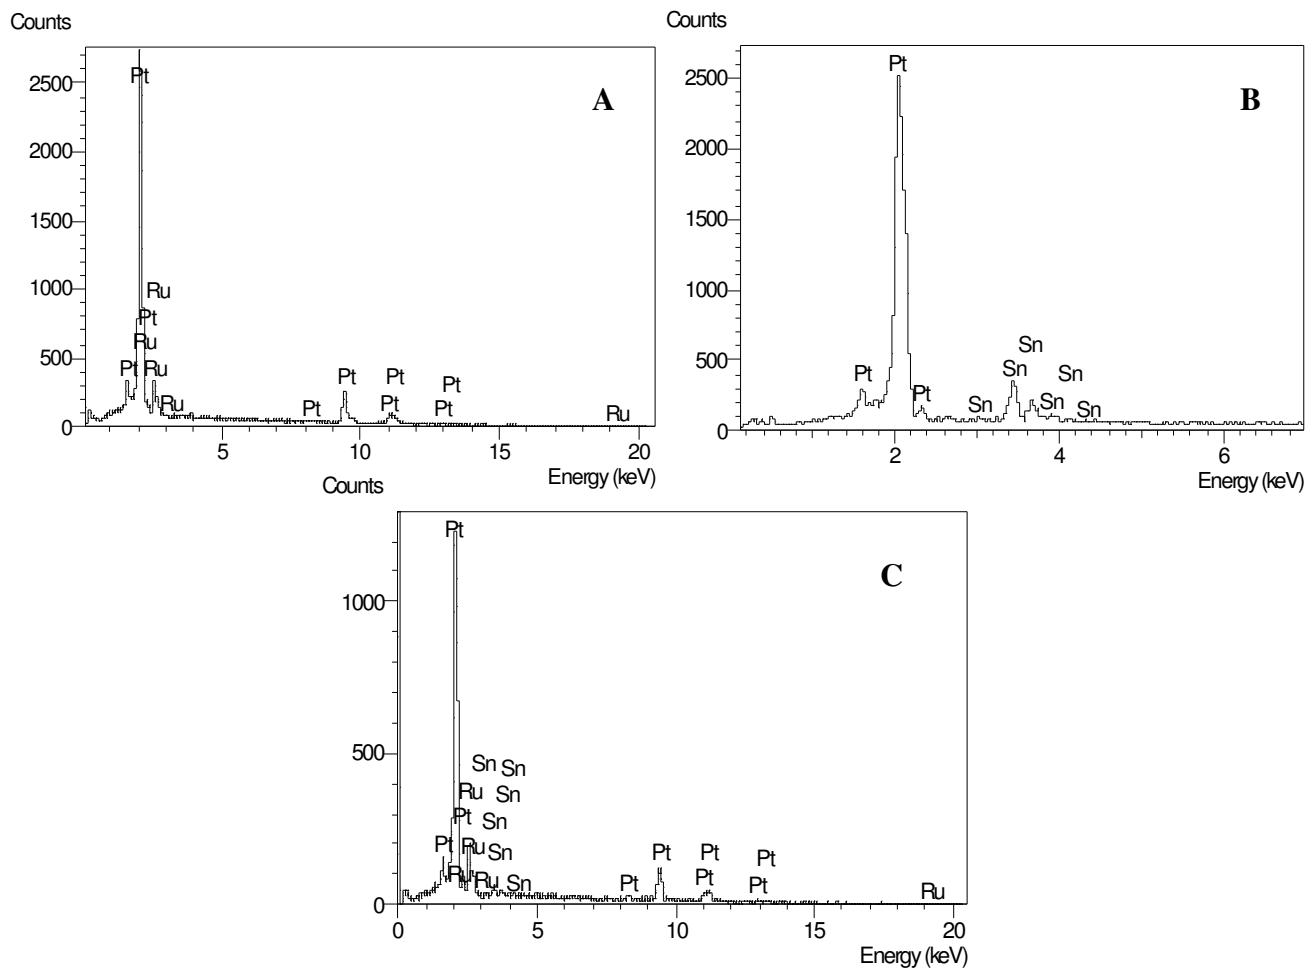 Counts
2500
2000
1500
1000
500
0
Pt
A
Ru
Pt
Ru
Pt
Ru
Ru
Pt
Pt
Pt
Pt
Pt
Pt
Ru
5
10
15
20
Energy (keV)
Counts
2500
2000
1500
1000
500
0
Pt
B
Pt
Pt
Sn
Sn
Sn
Sn
Sn
Sn
2
4
6
Energy (keV)
Counts
1000
500
0
Pt
C
Sn
Sn
Ru
Sn
Pt
Sn
Pt
Ru
Sn
Ru
Ru
Sn
Pt
Pt
Pt
Pt
Pt
Pt
Ru
0
5
10
15
20
Energy (keV)